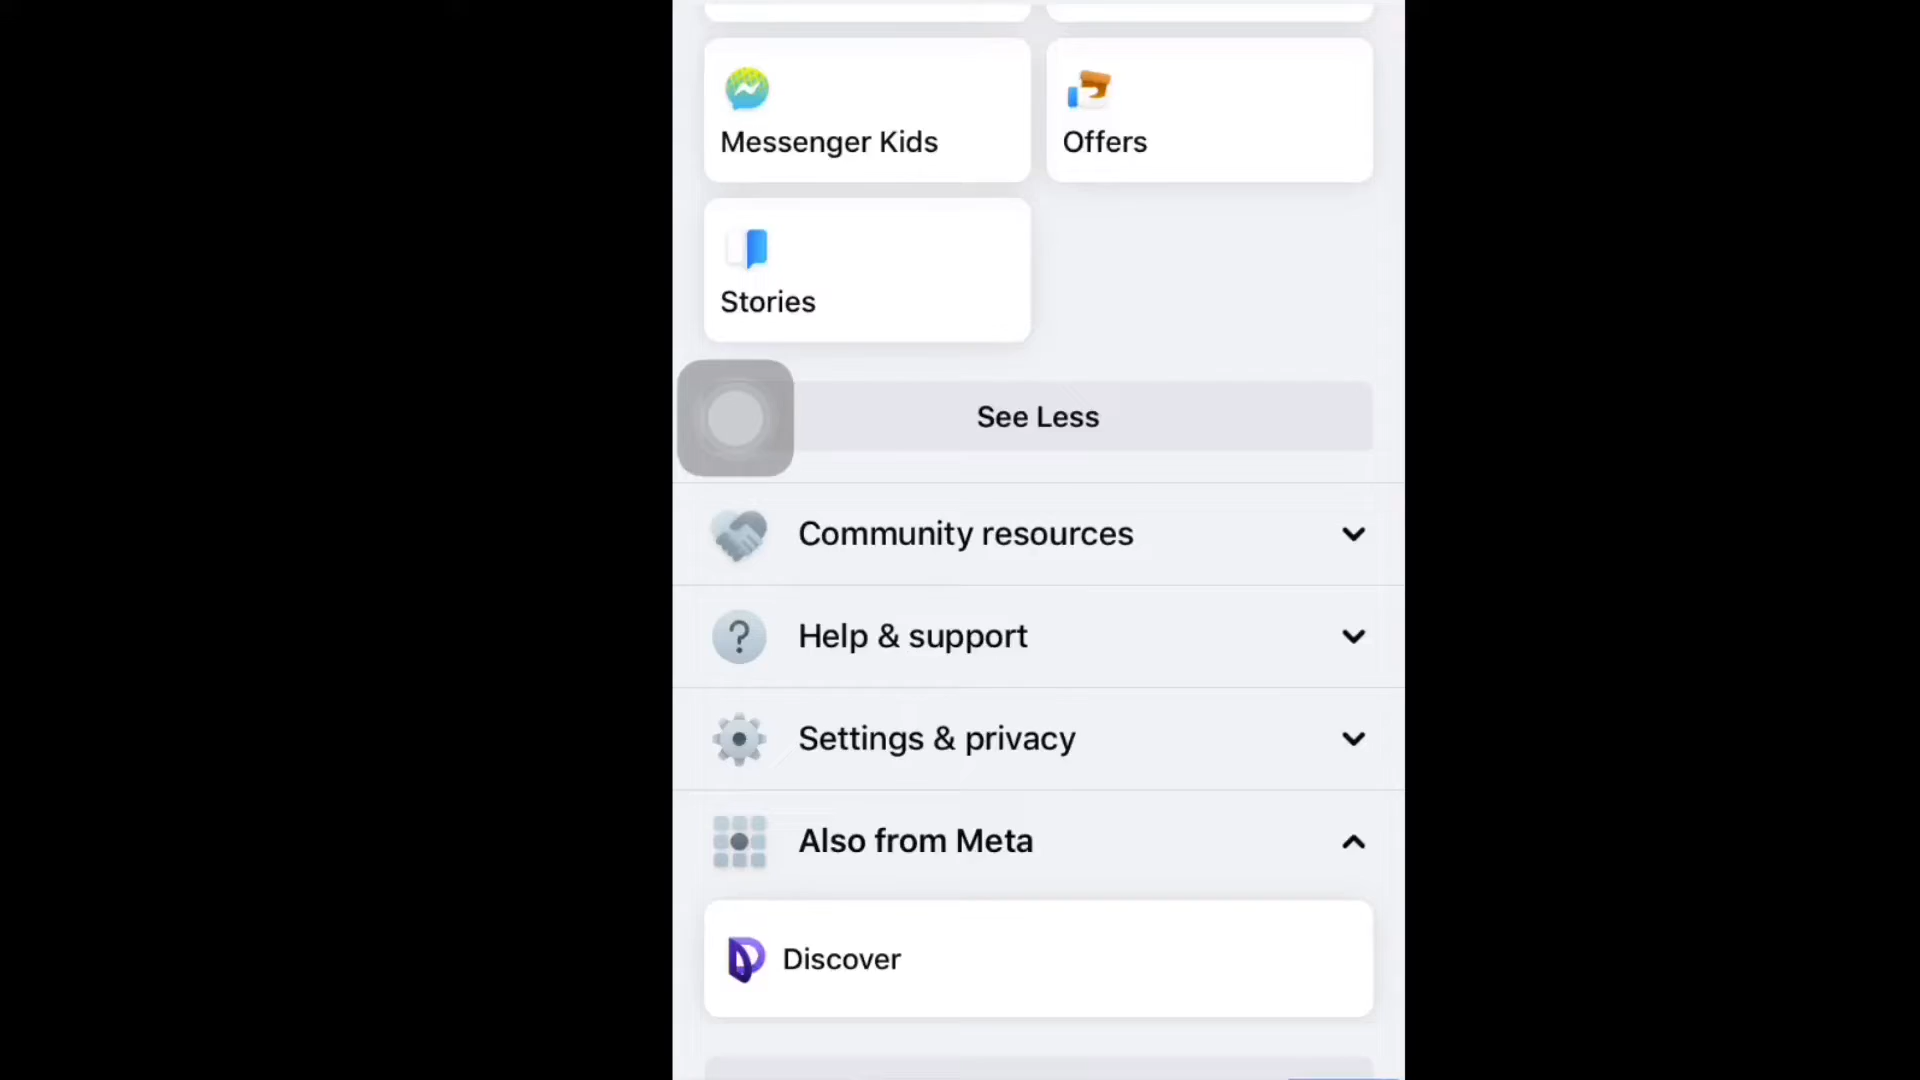 Messenger Kids
Offers
Stories
See Less
Community resources
Help & support
Settings & privacy
Also from Meta
Discover